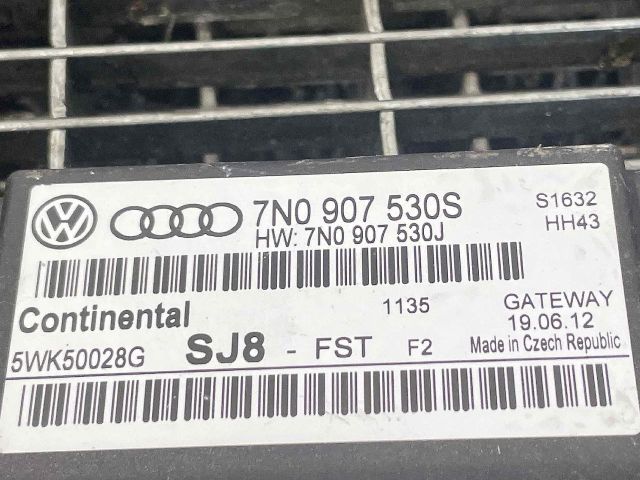 7N0 907 530S
S1632
HW: 7N0 907 530J
HH43
Continental
1135
GATEWAY
19.06.12
5WK50028G
SJ8 - FST F2
Made in Czech Republic